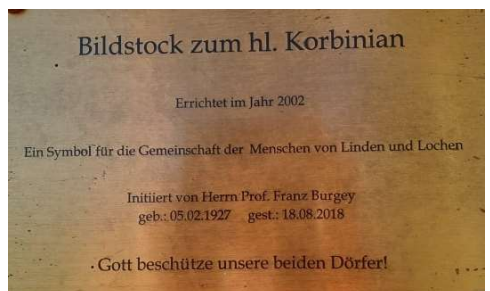 Bildstock zum hl. Korbinian
Errichtet im Jahr 2002
Ein Symbol für die Gemeinschaft der Menschen von Linden und Lochen
Initiiert von Herrn Prof. Franz Burgey
geb.: 05.02.1927 gest.: 18.08.2018
Gott beschütze unsere beiden Dörfer!